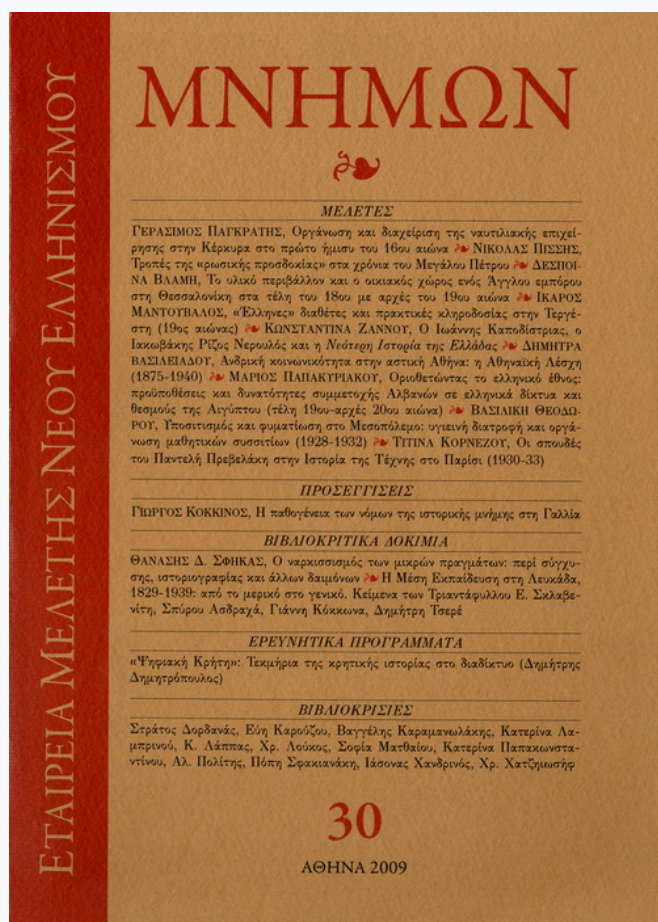 ΕΤΑΙΡΕΙΑ ΜΕΛΕΤΗΣ ΝΕΟΥ ΕΛΛΗΝΙΣΜΟΥ
ΜΝΗΜΩΝ
ΜΕΛΕΤΕΣ
ΓΕΡΑΣΙΜΟΣ ΠΑΓΚΡΑΤΗΣ, Οργάνωση και διαχείριση της ναυτιλιακής επιχεί-
ρησης στην Κέρκυρα στο πρώτο ήμισυ του 16ου αιώνα ΝΙΚΟΛΑΣ ΠΙΣΣΗΣ,
Τροπές της «ρωσικής προσδοκίας» στα χρόνια του Μεγάλου Πέτρου ΔΕΣΠΟΙ-
ΝΑ ΒΛΑΜΗ, Το υλικό περιβάλλον και ο οικιακός χώρος ενός Άγγλου εμπόρου
στη Θεσσαλονίκη στα τέλη του 18ου με αρχές του 19ου αιώνα ΙΚΑΡΟΣ
ΜΑΝΤΟΥΒΑΛΟΣ, «Έλληνες» διαθέτες και πρακτικές κληροδοσίας στην Τεργέ-
στη (19ος αιώνας) ΚΩΝΣΤΑΝΤΙΝΑ ΖΑΝΝΟΥ, Ο Ιωάννης Καποδίστριας, ο
Ιακωβάκης Ρίζος Νερουλός και η Νεότερη Ιστορία της Ελλάδας ΔΗΜΗΤΡΑ
ΒΑΣΙΛΕΙΑΔΟΥ, Ανδρική κοινωνικότητα στην αστική Αθήνα: η Αθηναϊκή Λέσχη
(1875-1940) ΜΑΡΙΟΣ ΠΑΠΑΚΥΡΙΑΚΟΥ, Οριοθετώντας το ελληνικό έθνος:
προϋποθέσεις και δυνατότητες συμμετοχής Αλβανών σε ελληνικά δίκτυα και
θεσμούς της Αιγύπτου (τέλη 19ου-αρχές 20ου αιώνα) ΒΑΣΙΛΙΚΗ ΘΕΟΔΩ-
ΡΟΥ, Υποσιτισμός και φυματίωση στο Μεσοπόλεμο: υγιεινή διατροφή και οργά-
νωση μαθητικών συσσιτίων (1928-1932) ΤΙΤΙΝΑ ΚΟΡΝΕΖΟΥ, Οι σπουδές
του Παντελή Πρεβελάκη στην Ιστορία της Τέχνης στο Παρίσι (1930-33)
ΠΡΟΣΕΓΓΙΣΕΙΣ
ΓΙΩΡΓΟΣ ΚΟΚΚΙΝΟΣ, Η παθογένεια των νόμων της ιστορικής μνήμης στη Γαλλία
ΒΙΒΛΙΟΚΡΙΤΙΚΑ ΔΟΚΙΜΙΑ
ΘΑΝΑΣΗΣ Δ. ΣΦΗΚΑΣ, Ο ναρκισσισμός των μικρών πραγμάτων: περί σύγχυ-
σης, ιστοριογραφίας και άλλων δαιμόνων Η Μέση Εκπαίδευση στη Λευκάδα,
1829-1939: από το μερικό στο γενικό. Κείμενα των Τριαντάφυλλου Ε. Σκλαβε-
νίτη, Σπύρου Ασδραχά, Γιάννη Κόκκωνα, Δημήτρη Τσερέ
ΕΡΕΥΝΗΤΙΚΑ ΠΡΟΓΡΑΜΜΑΤΑ
«Ψηφιακή Κρήτη»: Τεκμήρια της κρητικής ιστορίας στο διαδίκτυο (Δημήτρης
Δημητρόπουλος)
ΒΙΒΛΙΟΚΡΙΣΙΕΣ
Στράτος Δορδανάς, Εύη Καρούζου, Βαγγέλης Καραμανωλάκης, Κατερίνα Λα-
μπρινού, Κ. Λάππας, Χρ. Λούκος, Σοφία Ματθαίου, Κατερίνα Παπακωνστα-
ντίνου, Αλ. Πολίτης, Πόπη Σφακιανάκη, Ιάσονας Χανδρινός, Χρ. Χατζηιωσήφ
30
ΑΘΗΝΑ 2009